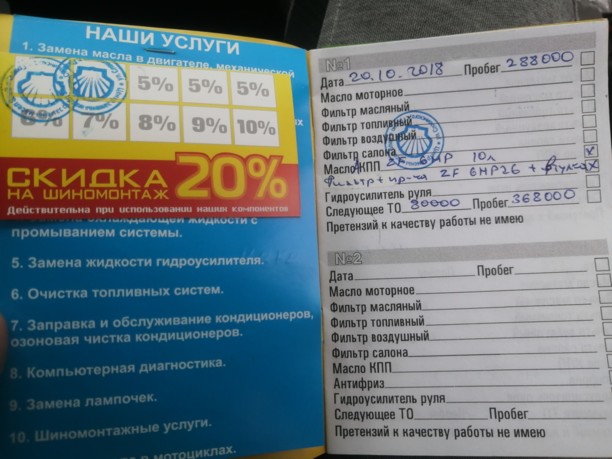 НАШИ УСЛУГИ
1. Замена масла в двигателе, механической
5% 5% 5%
6% 7% 8% 9% 10%
СКИДКА 20%
НА ШИНОМОНТАЖ
Действительна при использовании наших компонентов
охлаждающей жидкости с
промыванием системы.
5. Замена жидкости гидроусилителя.
6. Очистка топливных систем.
7. Заправка и обслуживание кондиционеров,
озоновая чистка кондиционеров.
8. Компьютерная диагностика.
9. Замена лампочек.
10. Шиномонтажные услуги.
в мотоциклах.
№1
Дата 20.10.2018 Пробег 288000
Масло моторное
Фильтр масляный
Фильтр топливный
Фильтр воздушный
Фильтр салона
Масло АКПП ZF 6HP 10л
Фильтр+пр-ка ZF 6HP26 + втулка
Гидроусилитель руля
Следующее ТО 80000 Пробег 368000
Претензий к качеству работы не имею
№2
Дата Пробег
Масло моторное
Фильтр масляный
Фильтр топливный
Фильтр воздушный
Фильтр салона
Масло КПП
Антифриз
Гидроусилитель руля
Следующее ТО Пробег
Претензий к качеству работы не имею